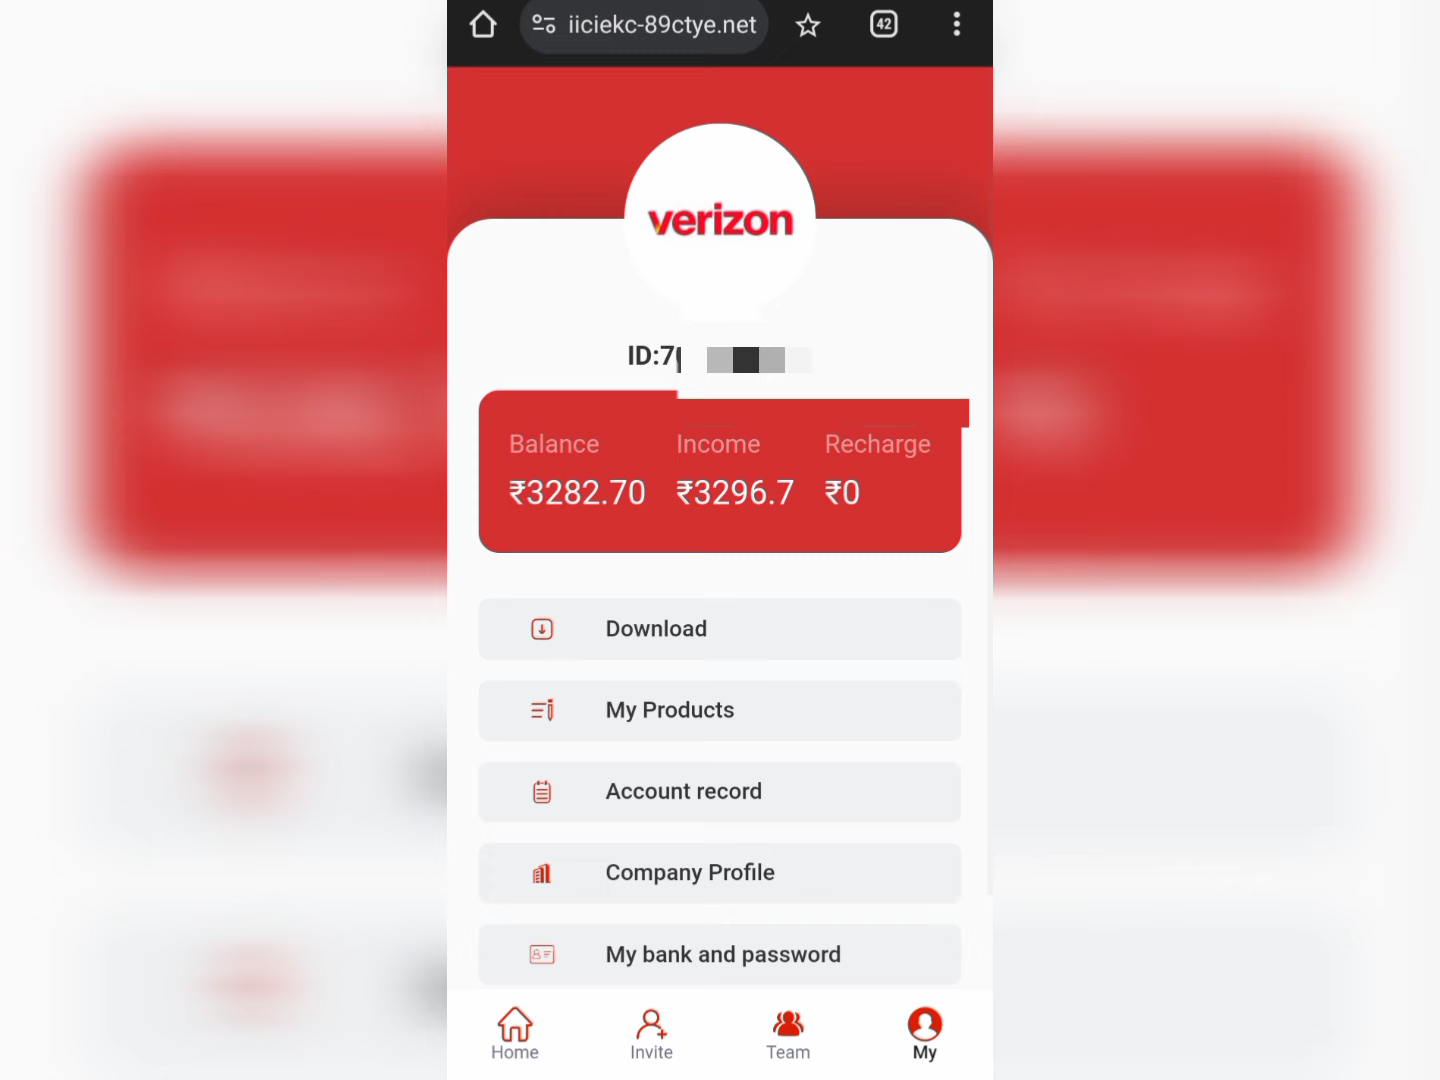 iiciekc-89ctye.net
42
verizon
ID:7
Balance Income Recharge
₹3282.70 ₹3296.7 ₹0
Download
My Products
Account record
Company Profile
My bank and password
Home Invite Team My